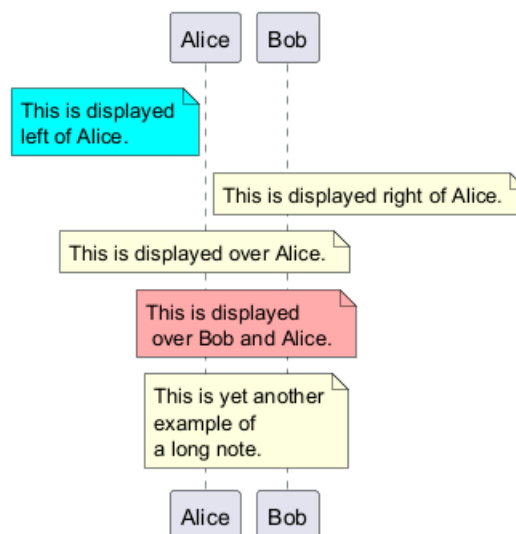 Alice Bob
This is displayed
left of Alice.
This is displayed right of Alice.
This is displayed over Alice.
This is displayed
over Bob and Alice.
This is yet another
example of
a long note.
Alice Bob